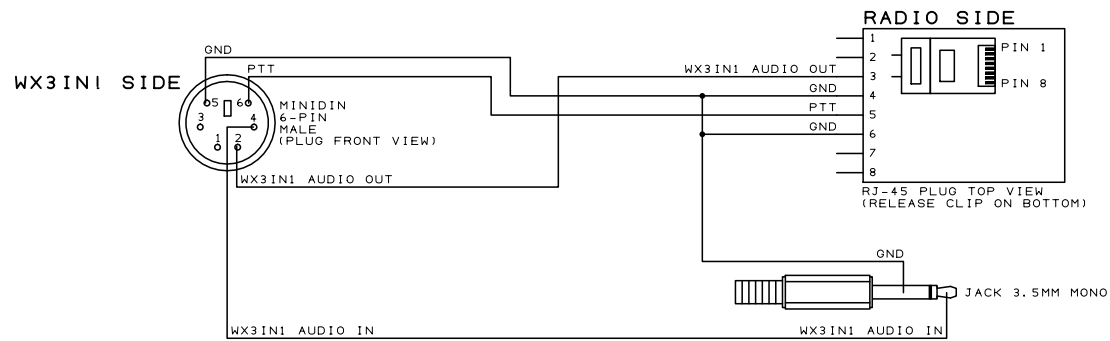 RADIO SIDE
1
2
3
4
5
6
7
8
PIN 1
PIN 8
WX3IN1 AUDIO OUT
GND
PTT
GND
RJ-45 PLUG TOP VIEW
(RELEASE CLIP ON BOTTOM)
WX3IN1 SIDE
GND
PTT
5
6
3
4
1
2
MINIDIN
6-PIN
MALE
(PLUG FRONT VIEW)
WX3IN1 AUDIO OUT
GND
JACK 3.5MM MONO
WX3IN1 AUDIO IN
WX3IN1 AUDIO IN